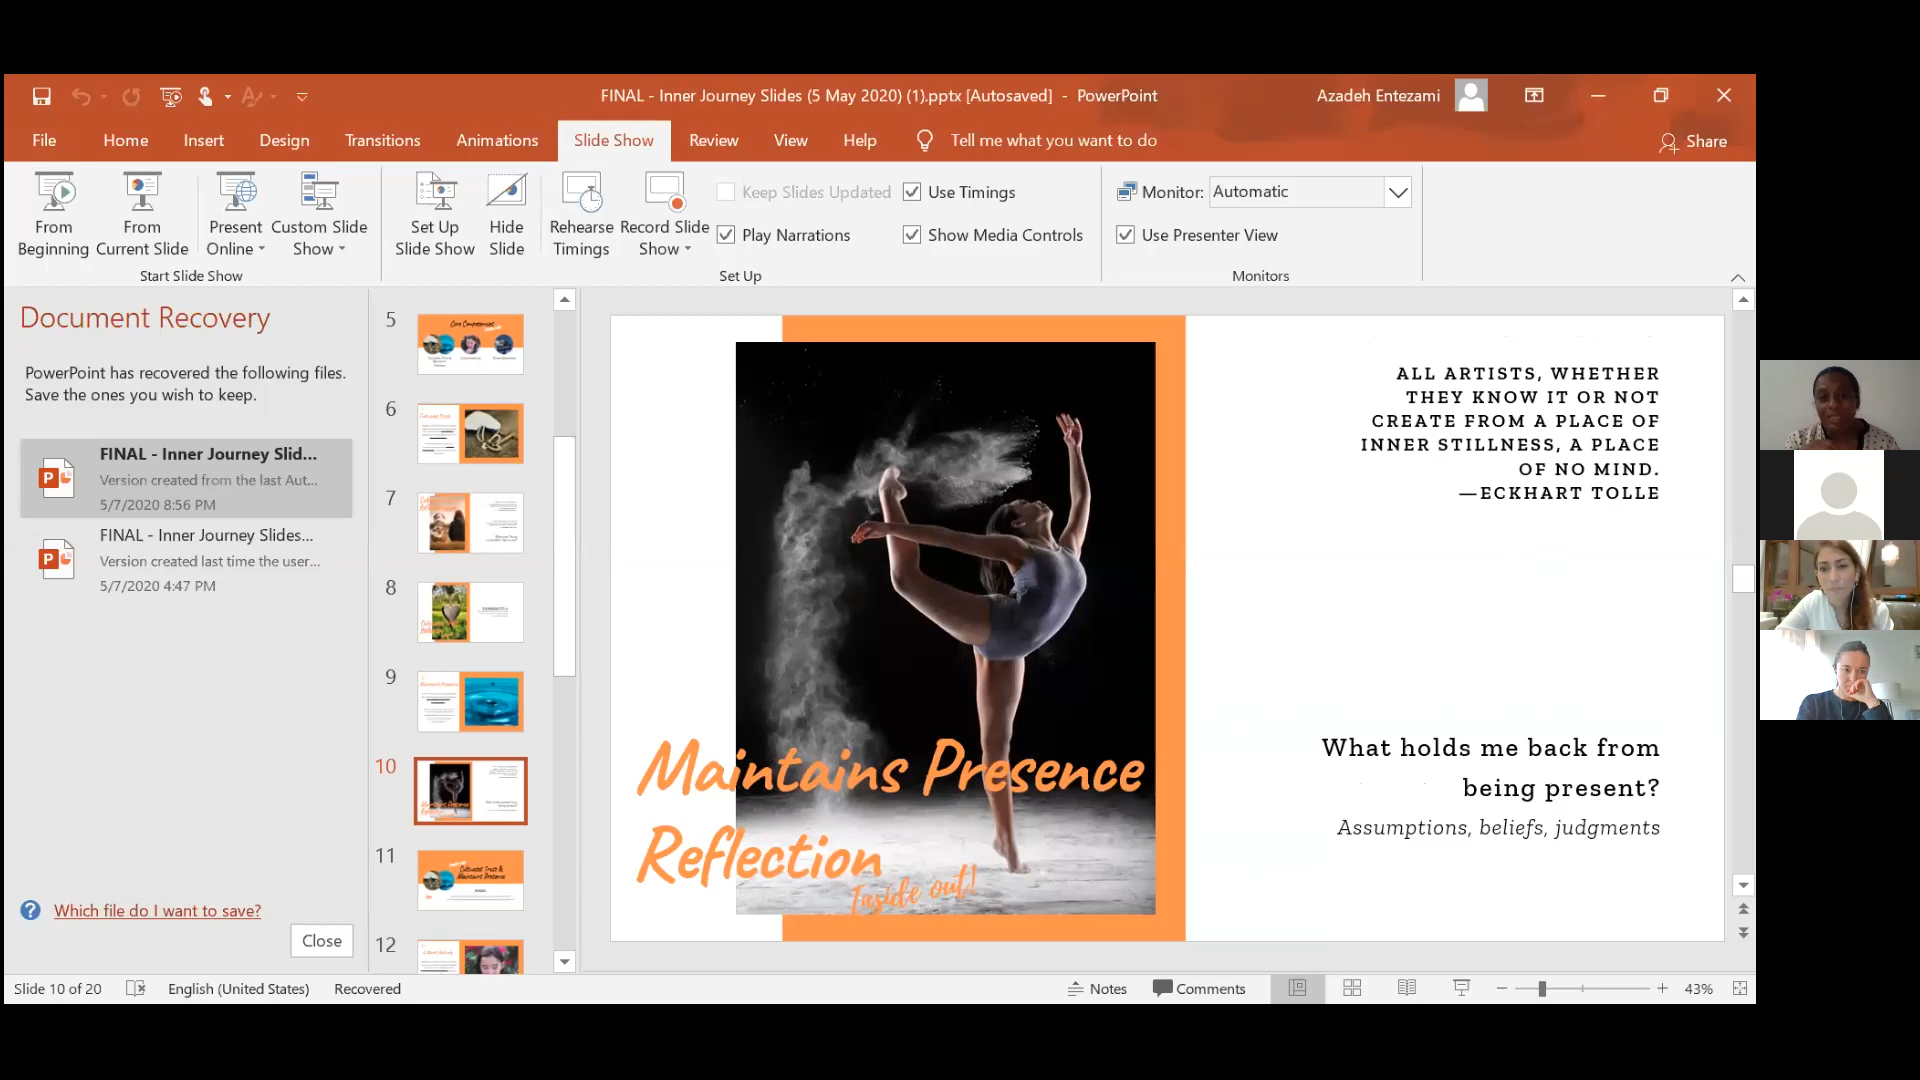 FINAL - Inner Journey Slides (5 May 2020) (1).pptx [Autosaved] - PowerPoint
Azadeh Entezami
File
Home
Insert
Design
Transitions
Animations
Slide Show
Review
View
Help
Tell me what you want to do
Share
From Beginning
From Current Slide
Present Online
Custom Slide Show
Start Slide Show
Set Up Slide Show
Hide Slide
Rehearse Timings
Record Slide Show
Keep Slides Updated
Play Narrations
Use Timings
Show Media Controls
Set Up
Monitor:
Automatic
Use Presenter View
Monitors
Document Recovery
PowerPoint has recovered the following files.
Save the ones you wish to keep.
FINAL - Inner Journey Slid...
Version created from the last Aut...
5/7/2020 8:56 PM
FINAL - Inner Journey Slides...
Version created last time the user...
5/7/2020 4:47 PM
Which file do I want to save?
Close
5
Core Competencies
6
7
8
9
Maintains Presence
10
11
Cultivates Trust &
Maintains Presence
12
ALL ARTISTS, WHETHER
THEY KNOW IT OR NOT
CREATE FROM A PLACE OF
INNER STILLNESS, A PLACE
OF NO MIND.
—ECKHART TOLLE
Maintains Presence
Reflection
Inside out!
What holds me back from
being present?
Assumptions, beliefs, judgments
Slide 10 of 20
English (United States)
Recovered
Notes
Comments
43%